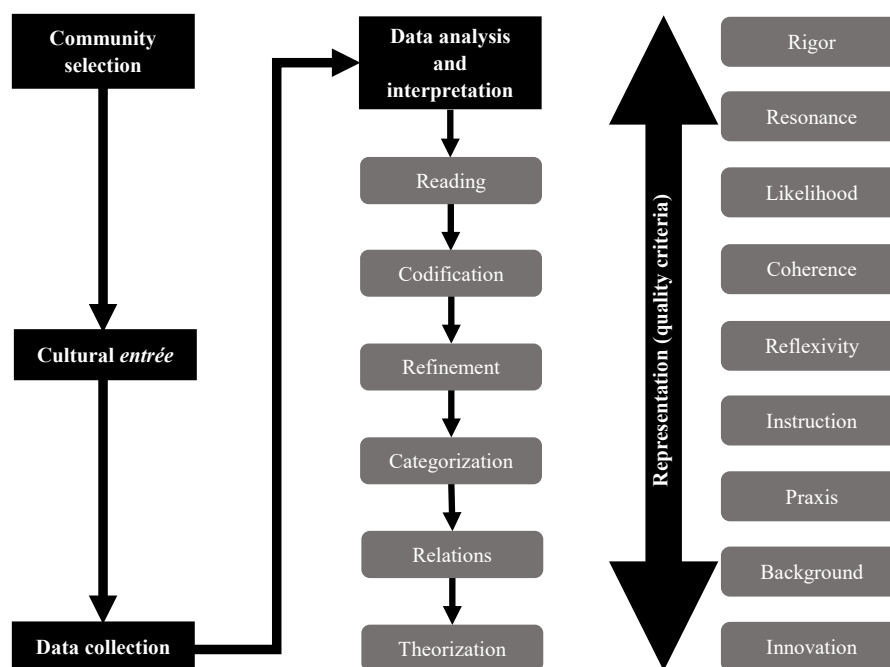 Community
selection
Cultural entrée
Data collection
Data analysis
and
interpretation
Reading
Codification
Refinement
Categorization
Relations
Theorization
Representation (quality criteria)
Rigor
Resonance
Likelihood
Coherence
Reflexivity
Instruction
Praxis
Background
Innovation